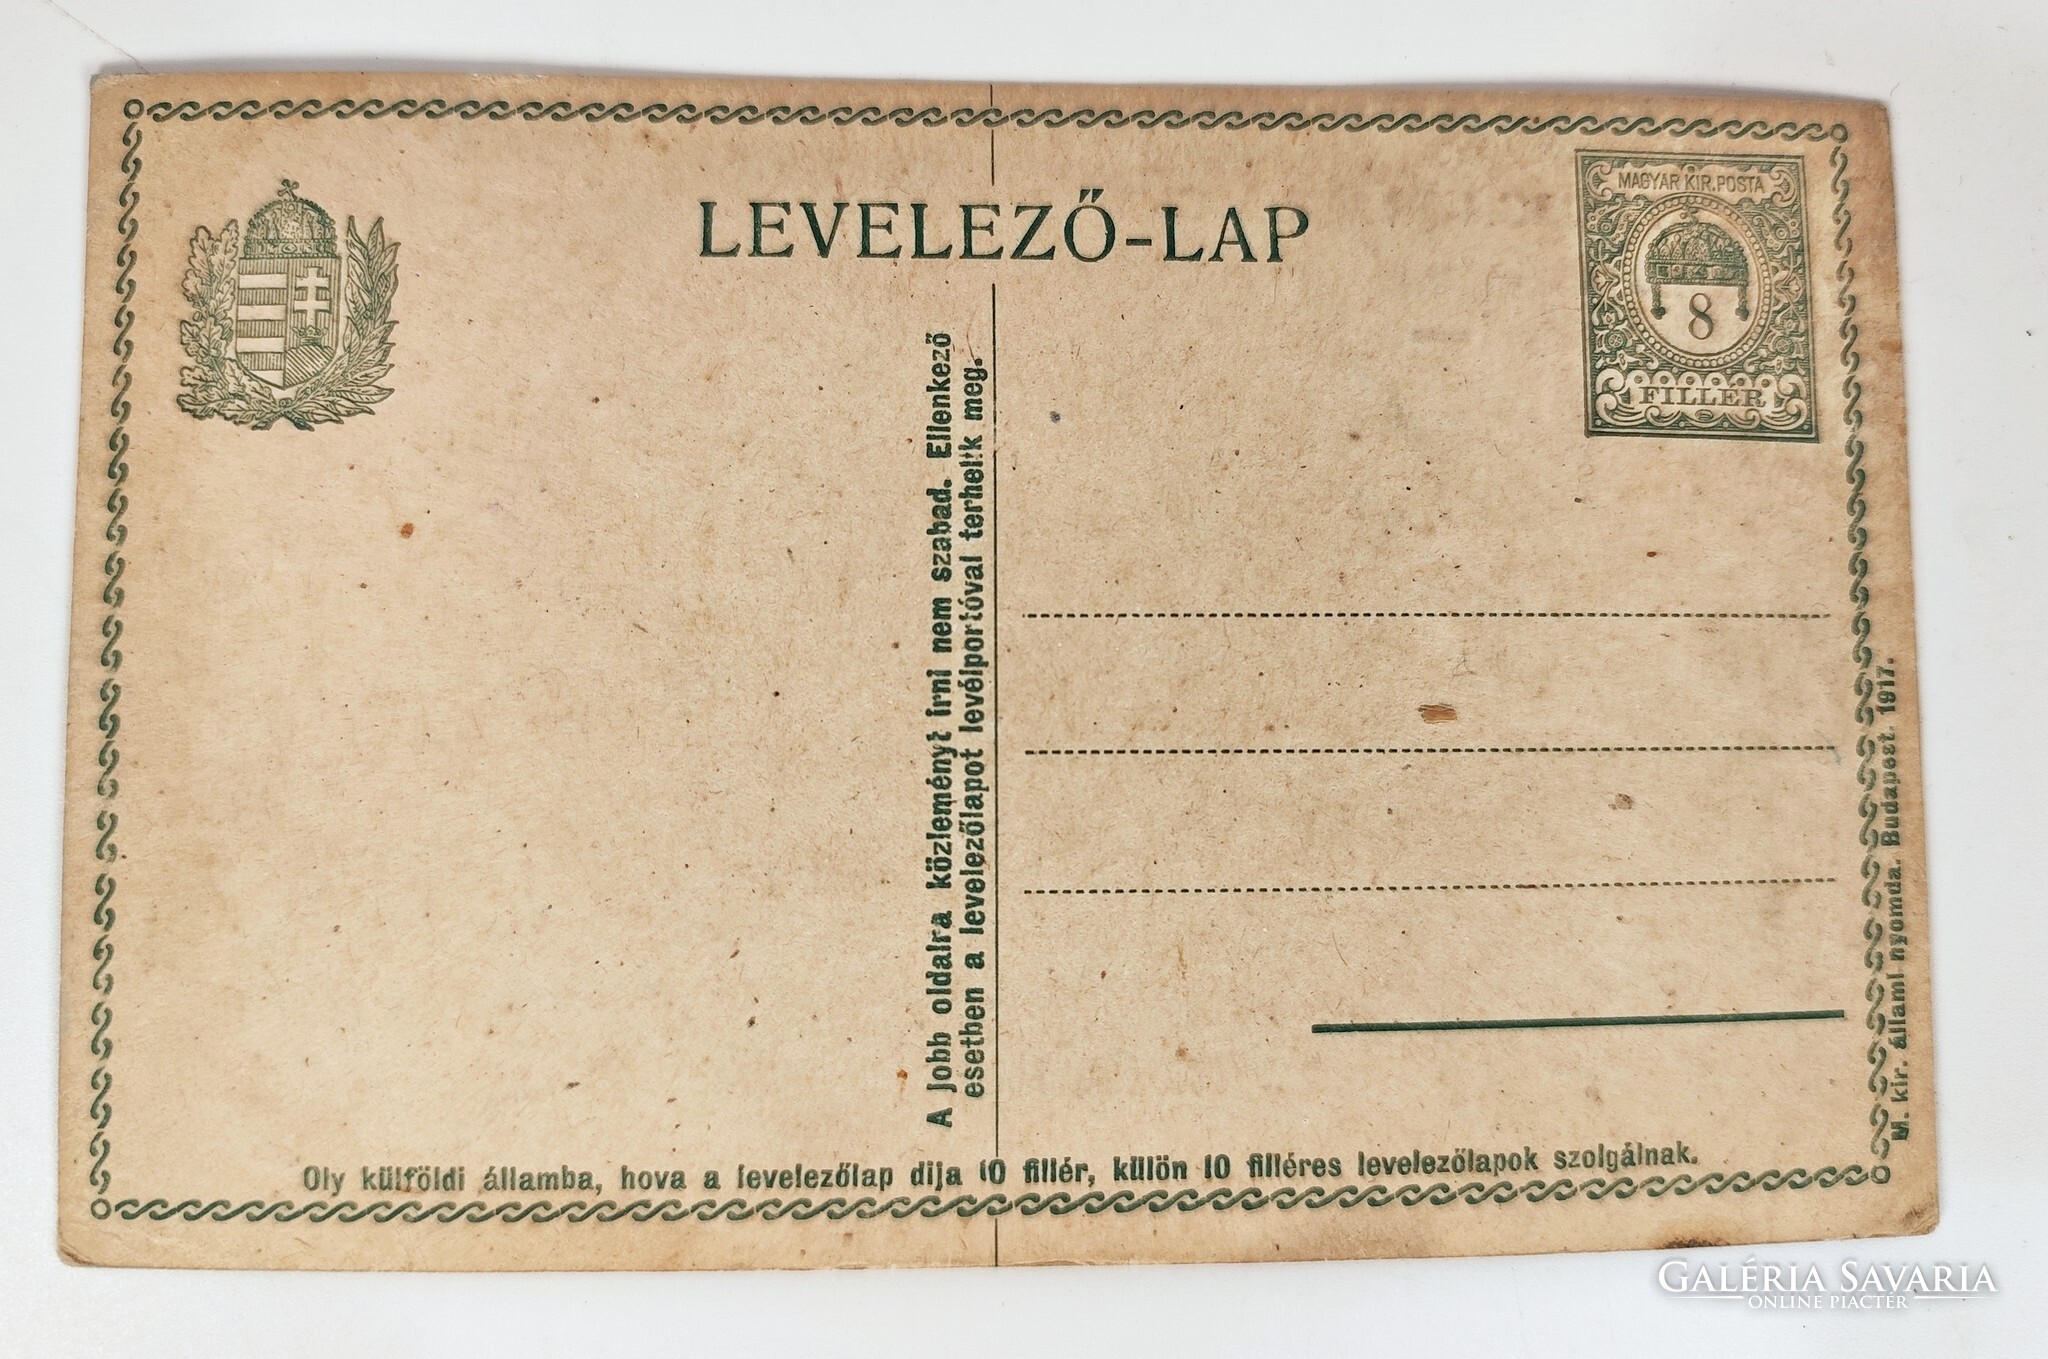 LEVELEZŐ-LAP
MAGYAR KIR. POSTA
8
FILLÉR
A jobb oldalra közleményt írni nem szabad. Ellenkező
esetben a levelezőlapot levélportóval terhelik meg.
Oly külföldi államba, hova a levelezőlap díja 10 fillér, külön 10 filléres levelezőlapok szolgálnak.
M. kir. állami nyomda. Budapest. 1917.
GALÉRIA SAVARIA
ONLINE PIACTÉR